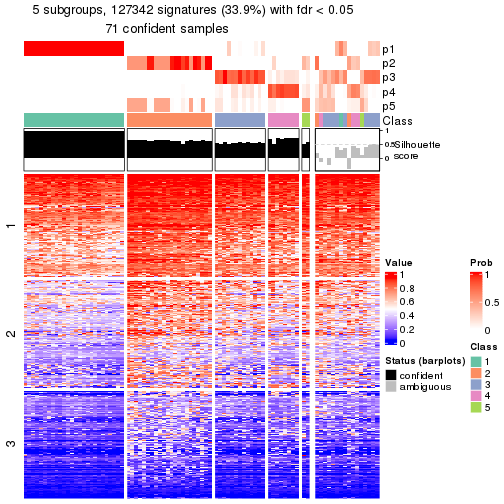 5 subgroups, 127342 signatures (33.9%) with fdr < 0.05
71 confident samples
p1
p2
p3
p4
p5
Class
1
0.5
0
Silhouette
score
1
2
3
Value
1
0.8
0.6
0.4
0.2
0
Prob
1
0.5
0
Status (barplots)
confident
ambiguous
Class
1
2
3
4
5